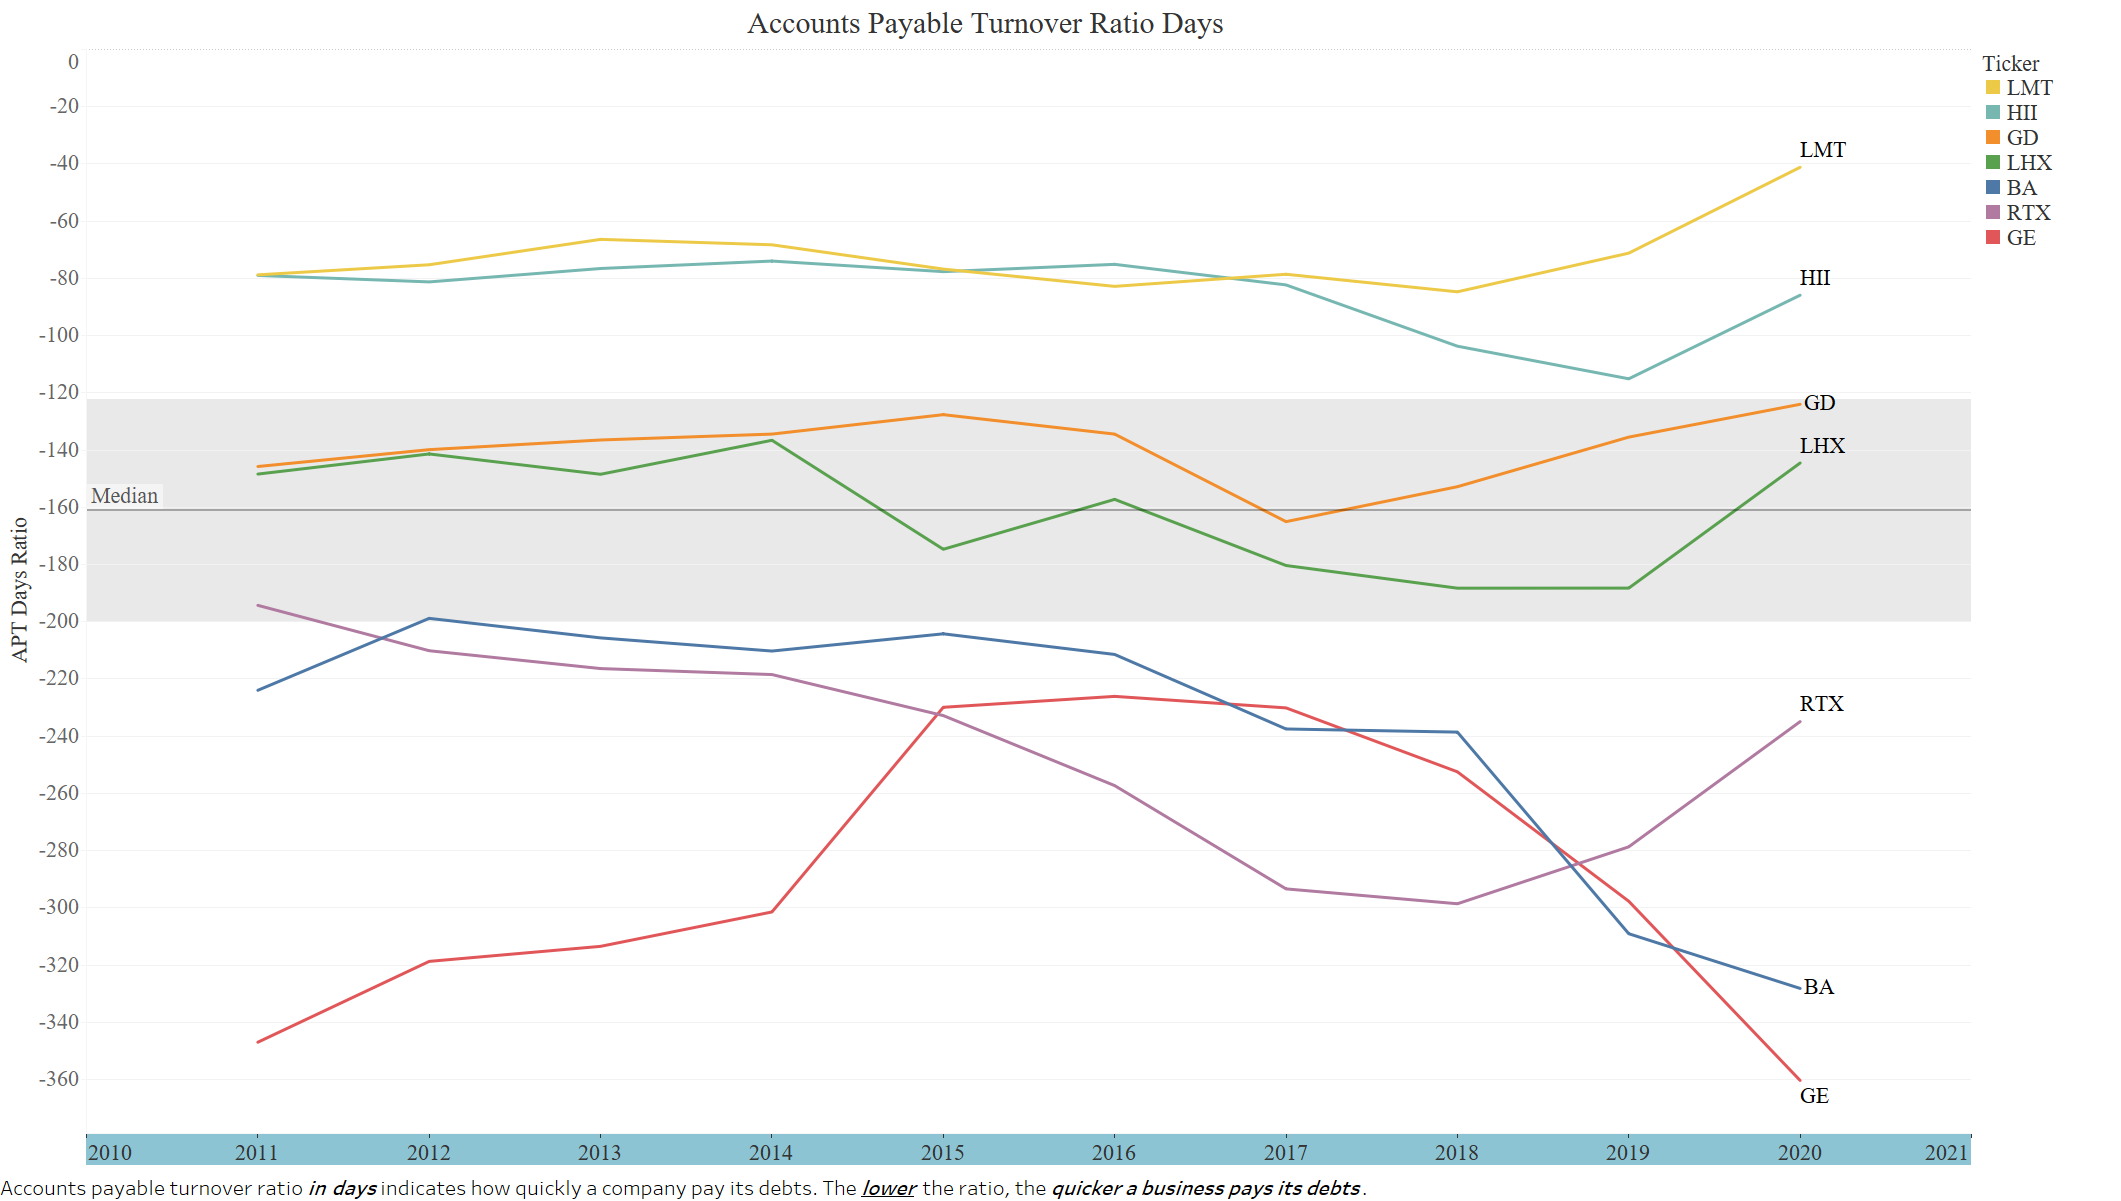 Accounts Payable Turnover Ratio Days
0
-20
-40
-60
-80
-100
-120
-140
-160
-180
-200
-220
-240
-260
-280
-300
-320
-340
-360
APT Days Ratio
Median
LMT
HII
GD
LHX
RTX
BA
GE
Ticker
LMT
HII
GD
LHX
BA
RTX
GE
2010 2011 2012 2013 2014 2015 2016 2017 2018 2019 2020 2021
Accounts payable turnover ratio in days indicates how quickly a company pay its debts. The lower the ratio, the quicker a business pays its debts.